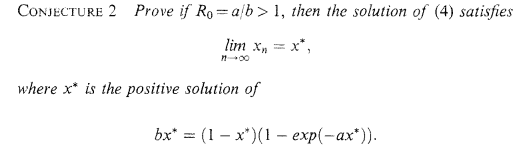 CONJECTURE 2 Prove if R₀ = a/b > 1, then the solution of (4) satisfies
lim xₙ = x*,
n→∞
where x* is the positive solution of
bx* = (1 − x*)(1 − exp(−ax*)).